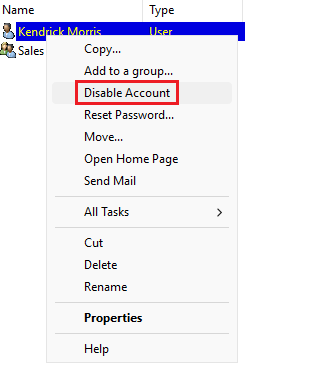 Name Type
Kendrick Morris User
Sales
Copy...
Add to a group...
Disable Account
Reset Password...
Move...
Open Home Page
Send Mail
All Tasks
Cut
Delete
Rename
Properties
Help